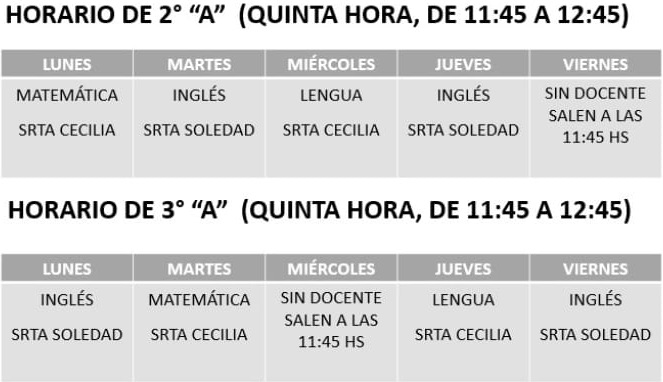 HORARIO DE 2° “A” (QUINTA HORA, DE 11:45 A 12:45)
LUNES MARTES MIÉRCOLES JUEVES VIERNES
MATEMÁTICA INGLÉS LENGUA INGLÉS SIN DOCENTE
SALEN A LAS
SRTA CECILIA SRTA SOLEDAD SRTA CECILIA SRTA SOLEDAD 11:45 HS
HORARIO DE 3° “A” (QUINTA HORA, DE 11:45 A 12:45)
LUNES MARTES MIÉRCOLES JUEVES VIERNES
INGLÉS MATEMÁTICA SIN DOCENTE LENGUA INGLÉS
SALEN A LAS
SRTA SOLEDAD SRTA CECILIA 11:45 HS SRTA CECILIA SRTA SOLEDAD